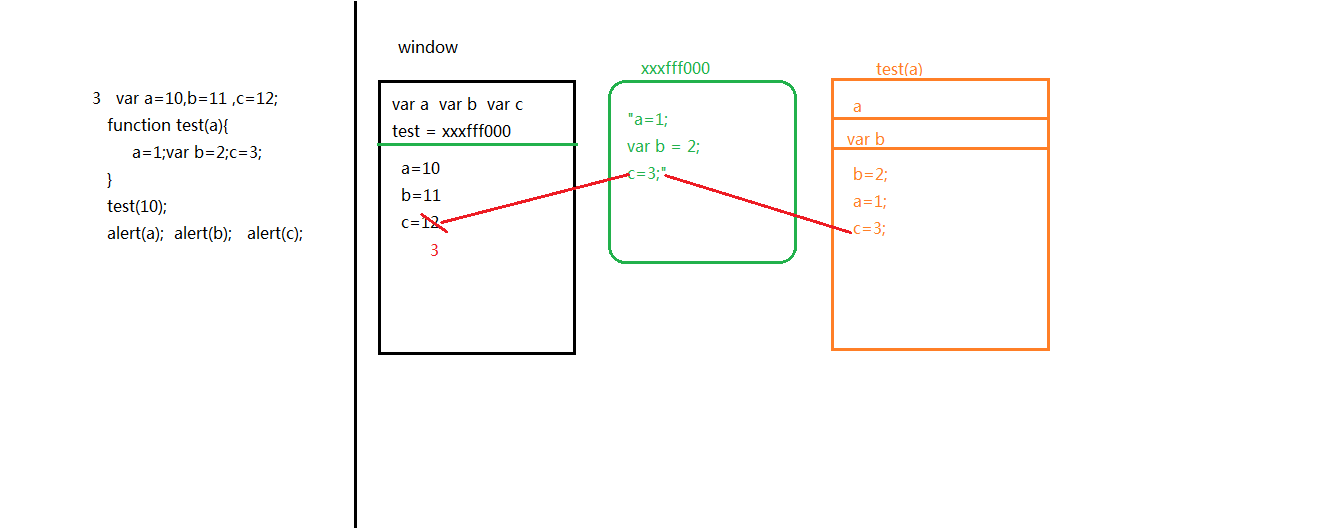 3 var a=10,b=11 ,c=12;
function test(a){
a=1;var b=2;c=3;
}
test(10);
alert(a); alert(b); alert(c);
window
var a var b var c
test = xxxfff000
a=10
b=11
c=12
3
xxxfff000
"a=1;
var b = 2;
c=3;"
test(a)
a
var b
b=2;
a=1;
c=3;